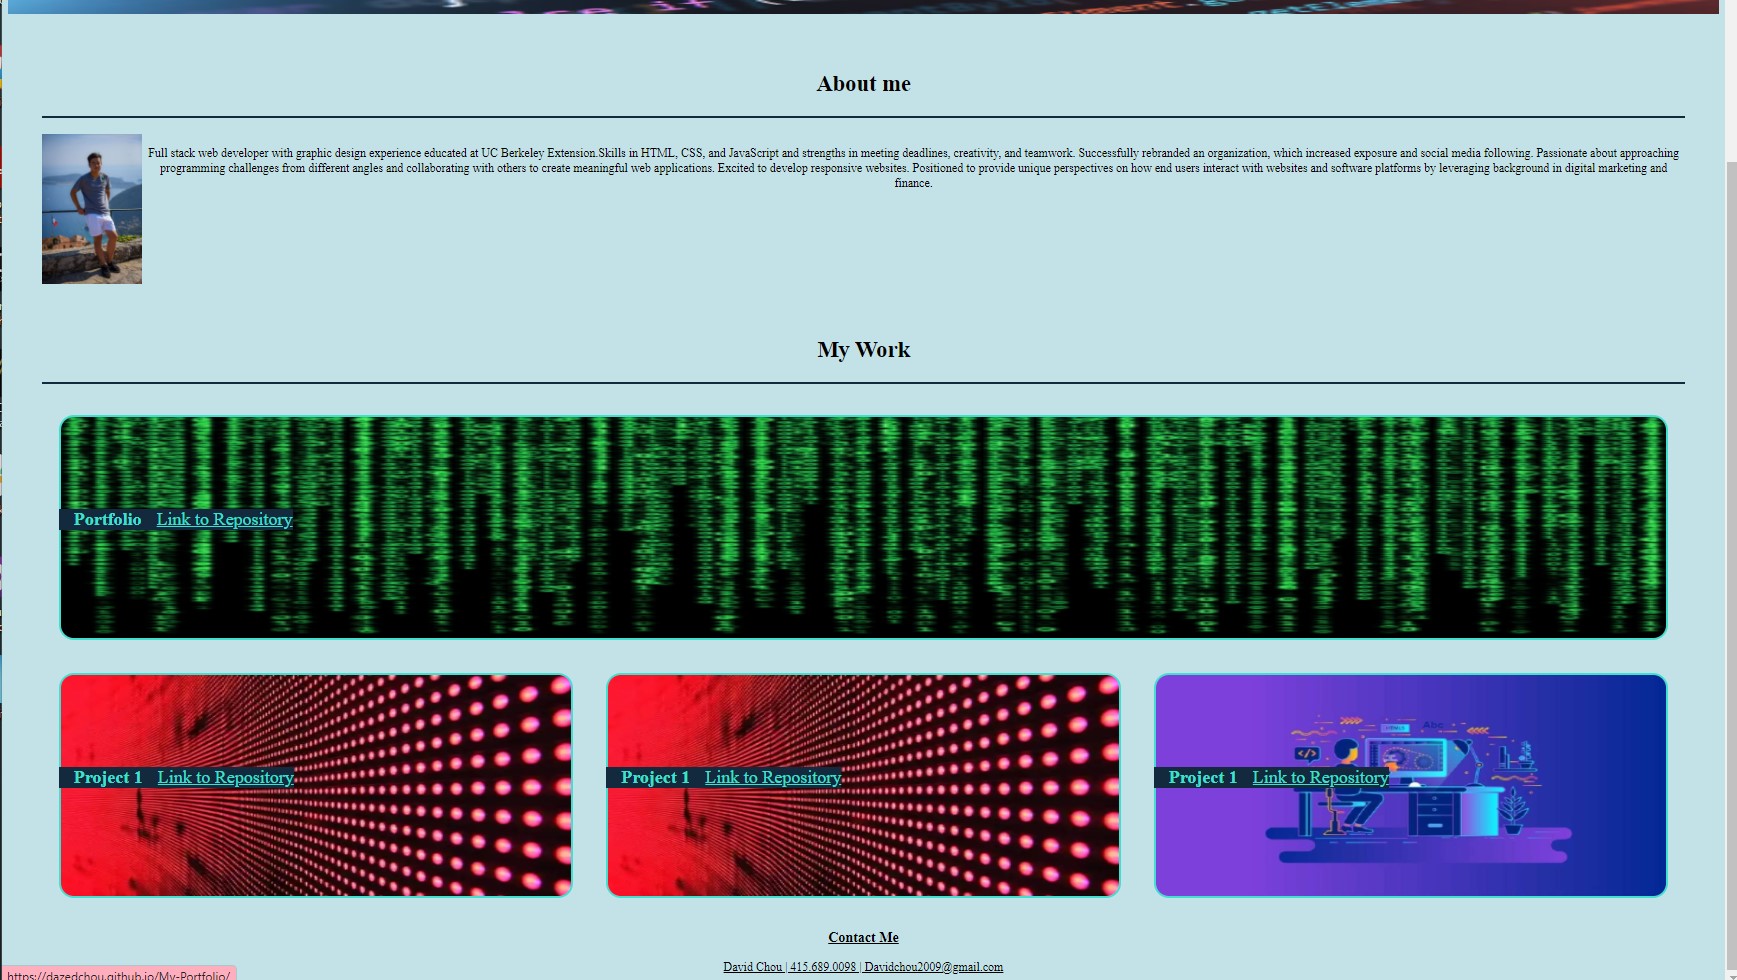 About me
Full stack web developer with graphic design experience educated at UC Berkeley Extension.Skills in HTML, CSS, and JavaScript and strengths in meeting deadlines, creativity, and teamwork. Successfully rebranded an organization, which increased exposure and social media following. Passionate about approaching
programming challenges from different angles and collaborating with others to create meaningful web applications. Excited to develop responsive websites. Positioned to provide unique perspectives on how end users interact with websites and software platforms by leveraging background in digital marketing and
finance.
My Work
Portfolio Link to Repository
Abc
</>
Project 1 Link to Repository
Project 1 Link to Repository
Project 1 Link to Repository
Contact Me
David Chou | 415.689.0098 | Davidchou2009@gmail.com
https://dazedchou.github.io/My-Portfolio/